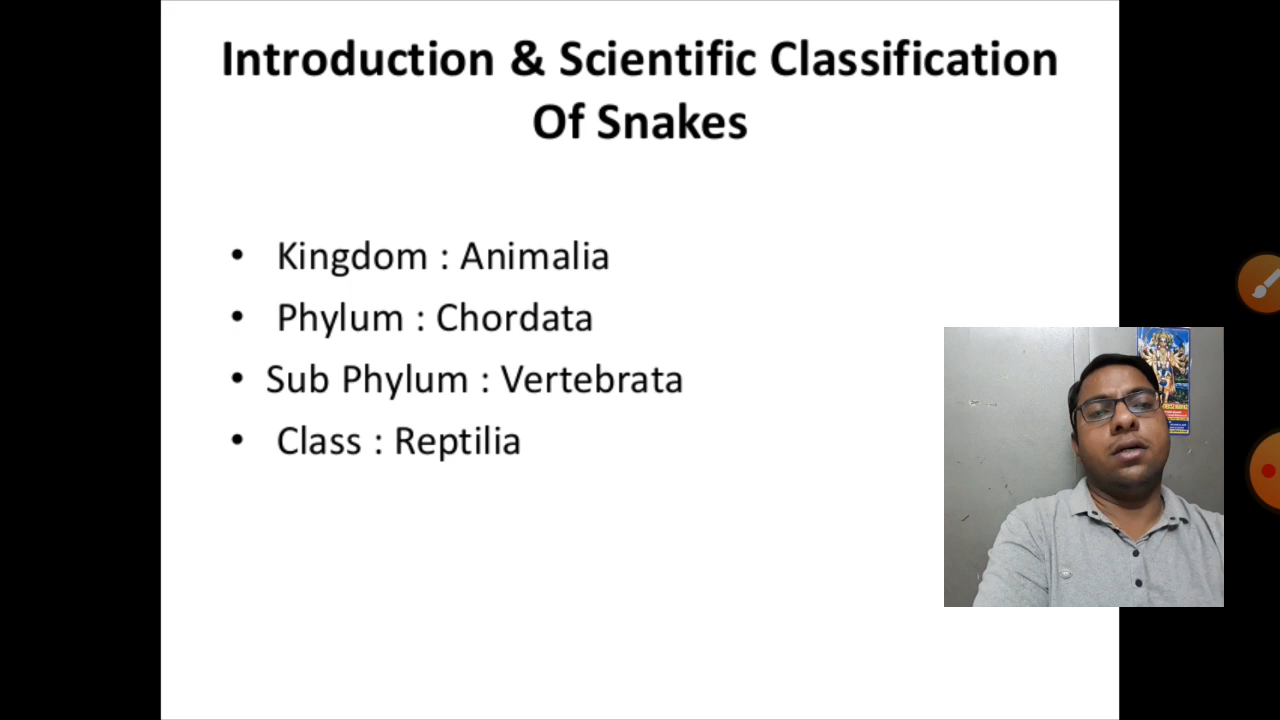 Introduction & Scientific Classification
Of Snakes
• Kingdom : Animalia
• Phylum : Chordata
• Sub Phylum : Vertebrata
• Class : Reptilia